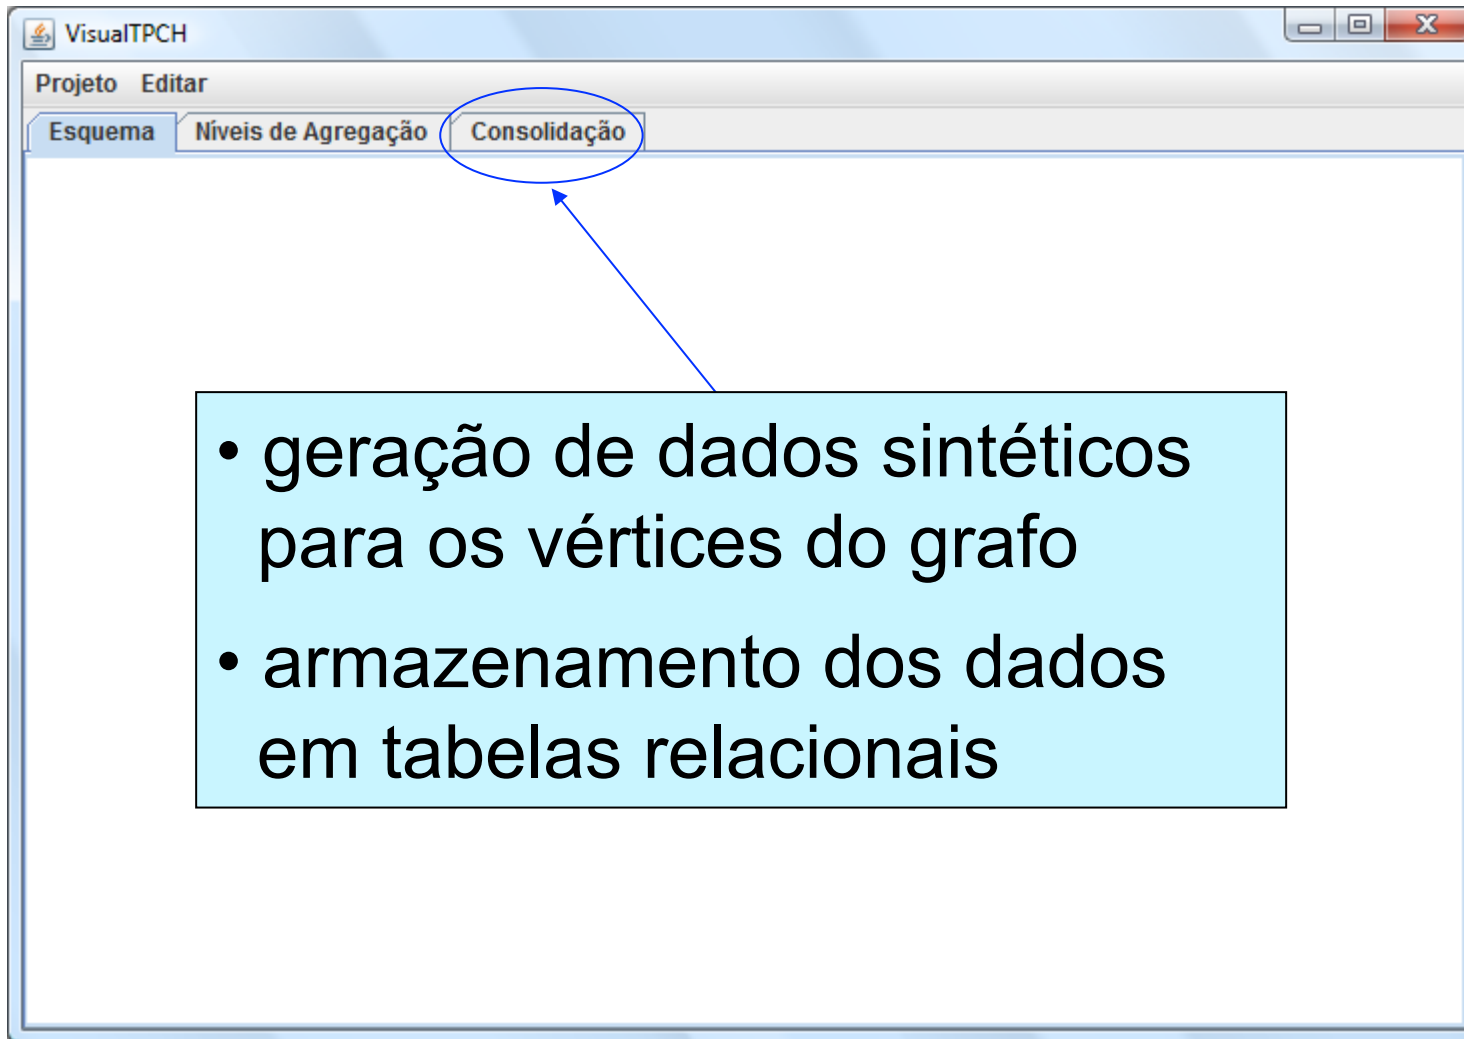 VisualTPCH
Projeto Editar
Esquema Níveis de Agregação Consolidação
• geração de dados sintéticos
para os vértices do grafo
• armazenamento dos dados
em tabelas relacionais